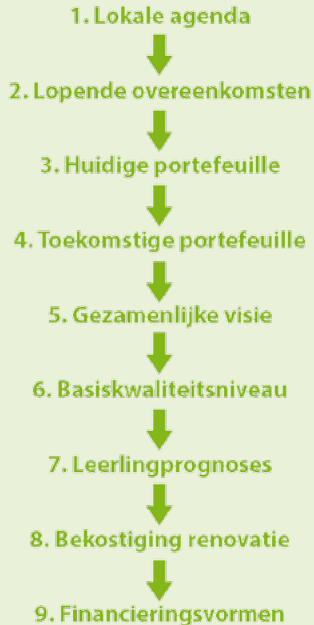 1. Lokale agenda
2. Lopende overeenkomsten
3. Huidige portefeuille
4. Toekomstige portefeuille
5. Gezamenlijke visie
6. Basiskwaliteitsniveau
7. Leerlingprognoses
8. Bekostiging renovatie
9. Financieringsvormen